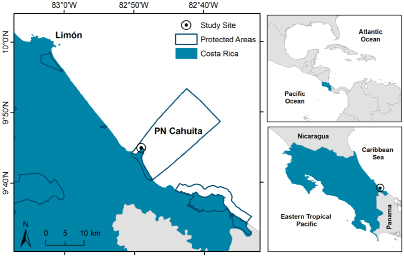 83°0'W 82°50'W 82°40'W
Limón
Study Site
Protected Areas
Costa Rica
10°0'N
9°50'N
9°40'N
PN Cahuita
N
0 5 10 km
Atlantic
Ocean
Pacific
Ocean
Nicaragua
Caribbean
Sea
Eastern Tropical
Pacific
Panama